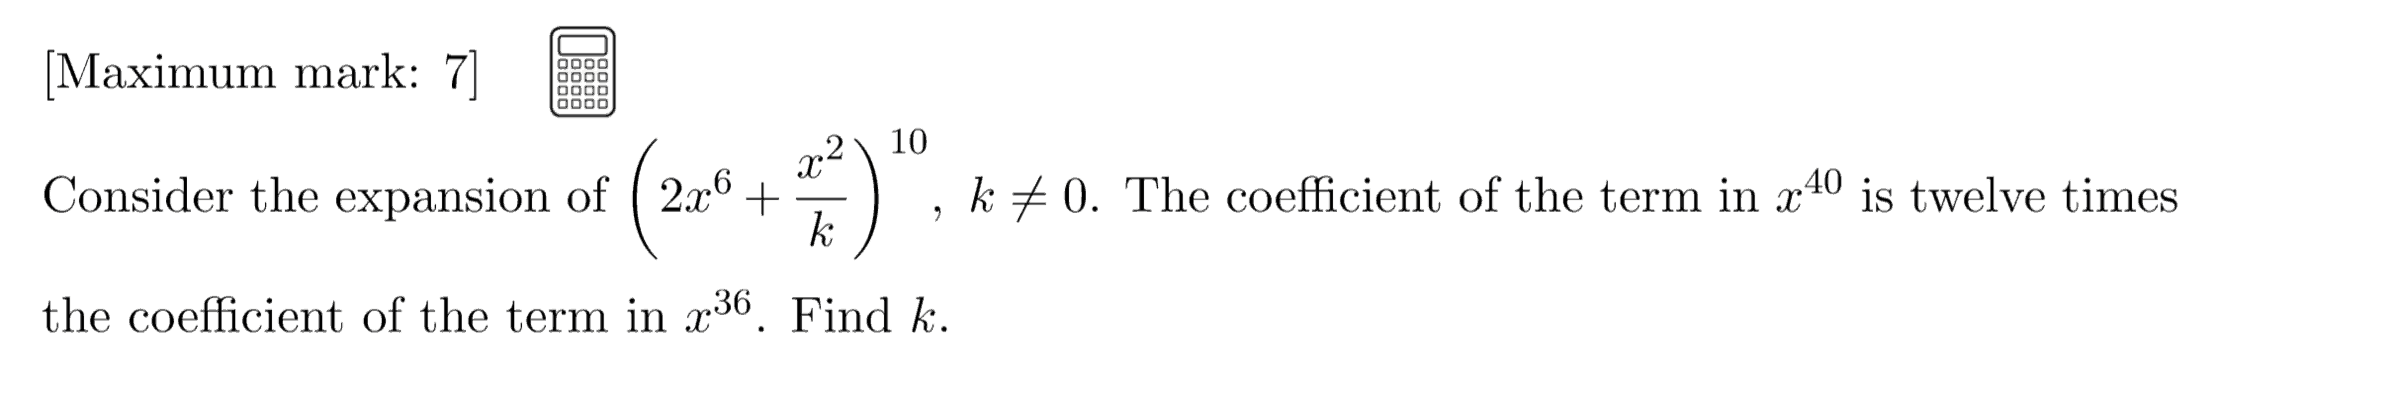 [Maximum mark: 7]
Consider the expansion of $\left(2x^6 + \dfrac{x^2}{k}\right)^{10}$, $k \neq 0$. The coefficient of the term in $x^{40}$ is twelve times
the coefficient of the term in $x^{36}$. Find $k$.